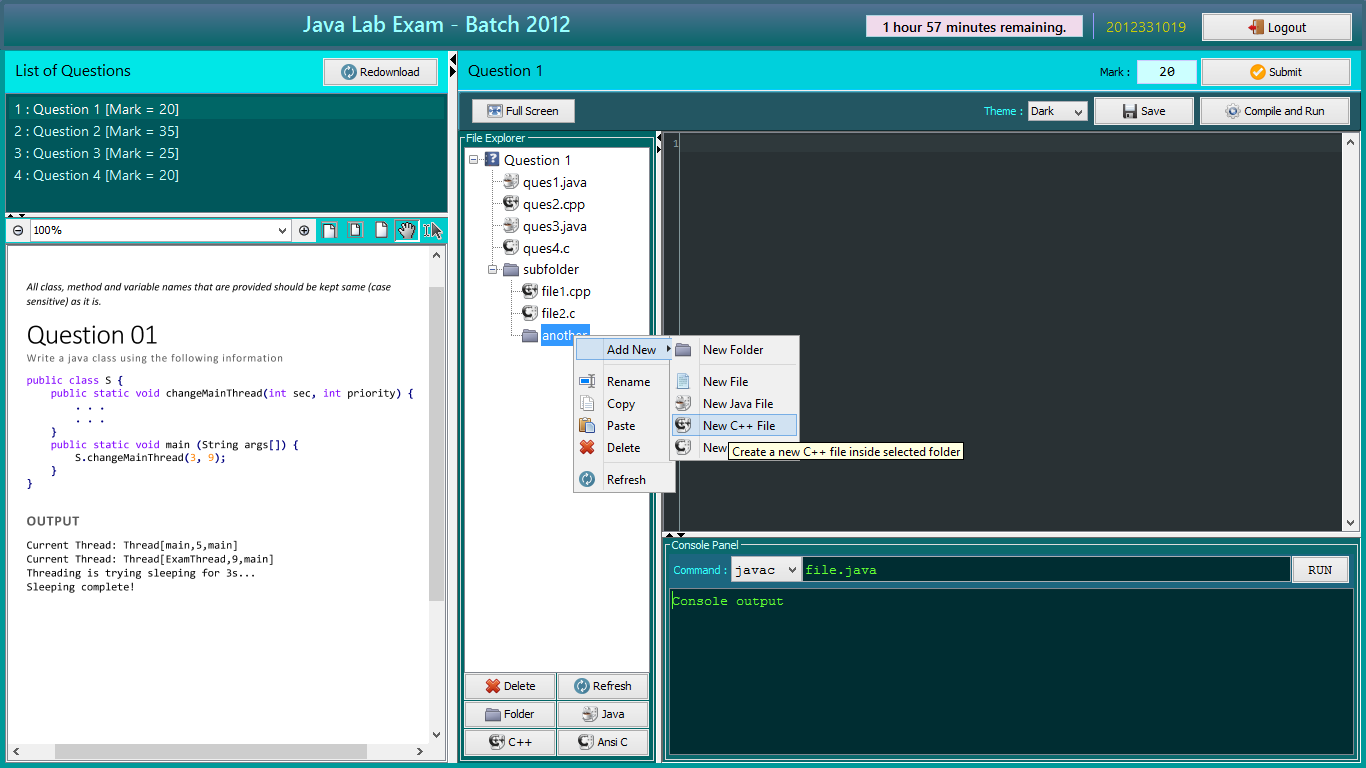 Java Lab Exam - Batch 2012
1 hour 57 minutes remaining.
2012331019
Logout
List of Questions
Redownload
1 : Question 1 [Mark = 20]
2 : Question 2 [Mark = 35]
3 : Question 3 [Mark = 25]
4 : Question 4 [Mark = 20]
100%
All class, method and variable names that are provided should be kept same (case
sensitive) as it is.
Question 01
Write a java class using the following information
public class S {
    public static void changeMainThread(int sec, int priority) {
        . . .
        . . .
    }
    public static void main (String args[]) {
        S.changeMainThread(3, 9);
    }
}
OUTPUT
Current Thread: Thread[main,5,main]
Current Thread: Thread[ExamThread,9,main]
Threading is trying sleeping for 3s...
Sleeping complete!
Question 1
Mark :
20
Submit
Full Screen
Theme :
Dark
Save
Compile and Run
File Explorer
Question 1
ques1.java
ques2.cpp
ques3.java
ques4.c
subfolder
file1.cpp
file2.c
another
Add New
Rename
Copy
Paste
Delete
Refresh
New Folder
New File
New Java File
New C++ File
New
Create a new C++ file inside selected folder
Delete
Refresh
Folder
Java
C++
Ansi C
1
Console Panel
Command :
javac
file.java
RUN
Console output